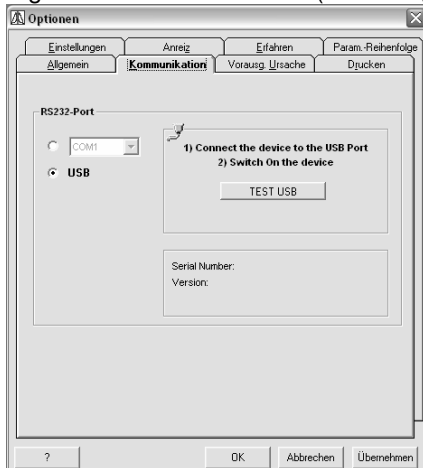 Optionen
Einstellungen Anreiz Erfahren Param.-Reihenfolge
Allgemein Kommunikation Vorausg. Ursache Drucken
RS232-Port
COM1
USB
1) Connect the device to the USB Port
2) Switch On the device
TEST USB
Serial Number:
Version:
? OK Abbrechen Übernehmen